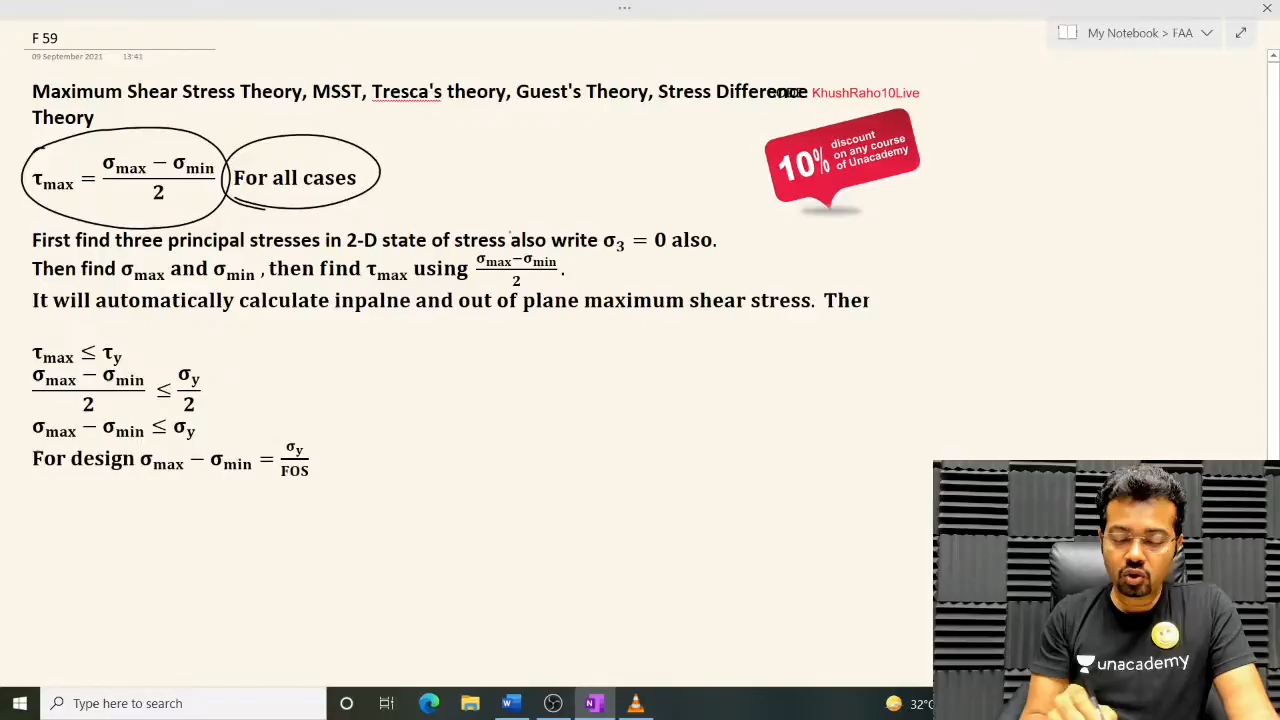 F 59
09 September 2021 13:41
My Notebook > FAA
Maximum Shear Stress Theory, MSST, Tresca's theory, Guest's Theory, Stress Difference
KhushRaho10Live
Theory
10% discount
on any course
of Unacademy
τmax = σmax − σmin / 2 For all cases
First find three principal stresses in 2-D state of stress also write σ3 = 0 also.
Then find σmax and σmin ,then find τmax using σmax−σmin / 2 .
It will automatically calculate inpalne and out of plane maximum shear stress. Ther
τmax ≤ τy
σmax − σmin / 2 ≤ σy / 2
σmax − σmin ≤ σy
For design σmax − σmin = σy / FOS
unacademy
Type here to search
32°